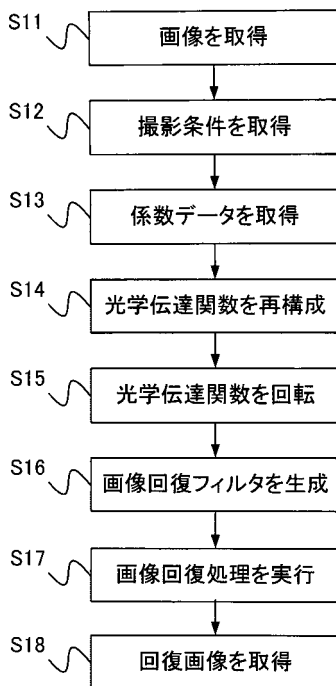 S11
画像を取得
S12
撮影条件を取得
S13
係数データを取得
S14
光学伝達関数を再構成
S15
光学伝達関数を回転
S16
画像回復フィルタを生成
S17
画像回復処理を実行
S18
回復画像を取得